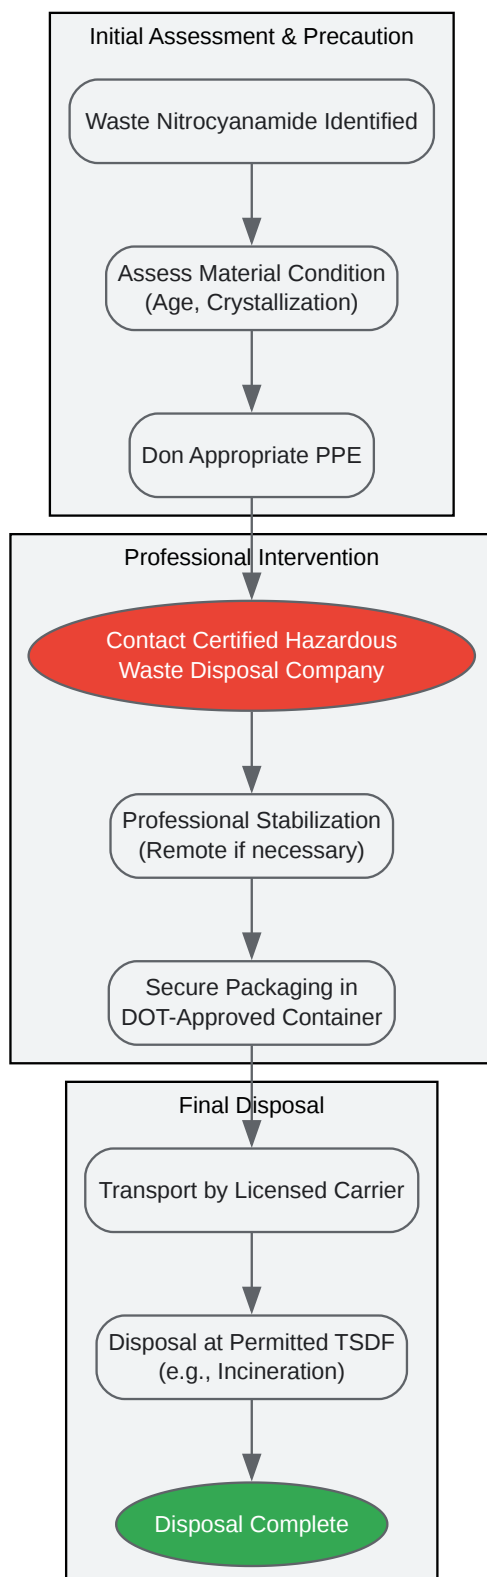 Initial Assessment & Precaution
Waste Nitrocyanamide Identified
Assess Material Condition
(Age, Crystallization)
Don Appropriate PPE
Professional Intervention
Contact Certified Hazardous
Waste Disposal Company
Professional Stabilization
(Remote if necessary)
Secure Packaging in
DOT-Approved Container
Final Disposal
Transport by Licensed Carrier
Disposal at Permitted TSDF
(e.g., Incineration)
Disposal Complete